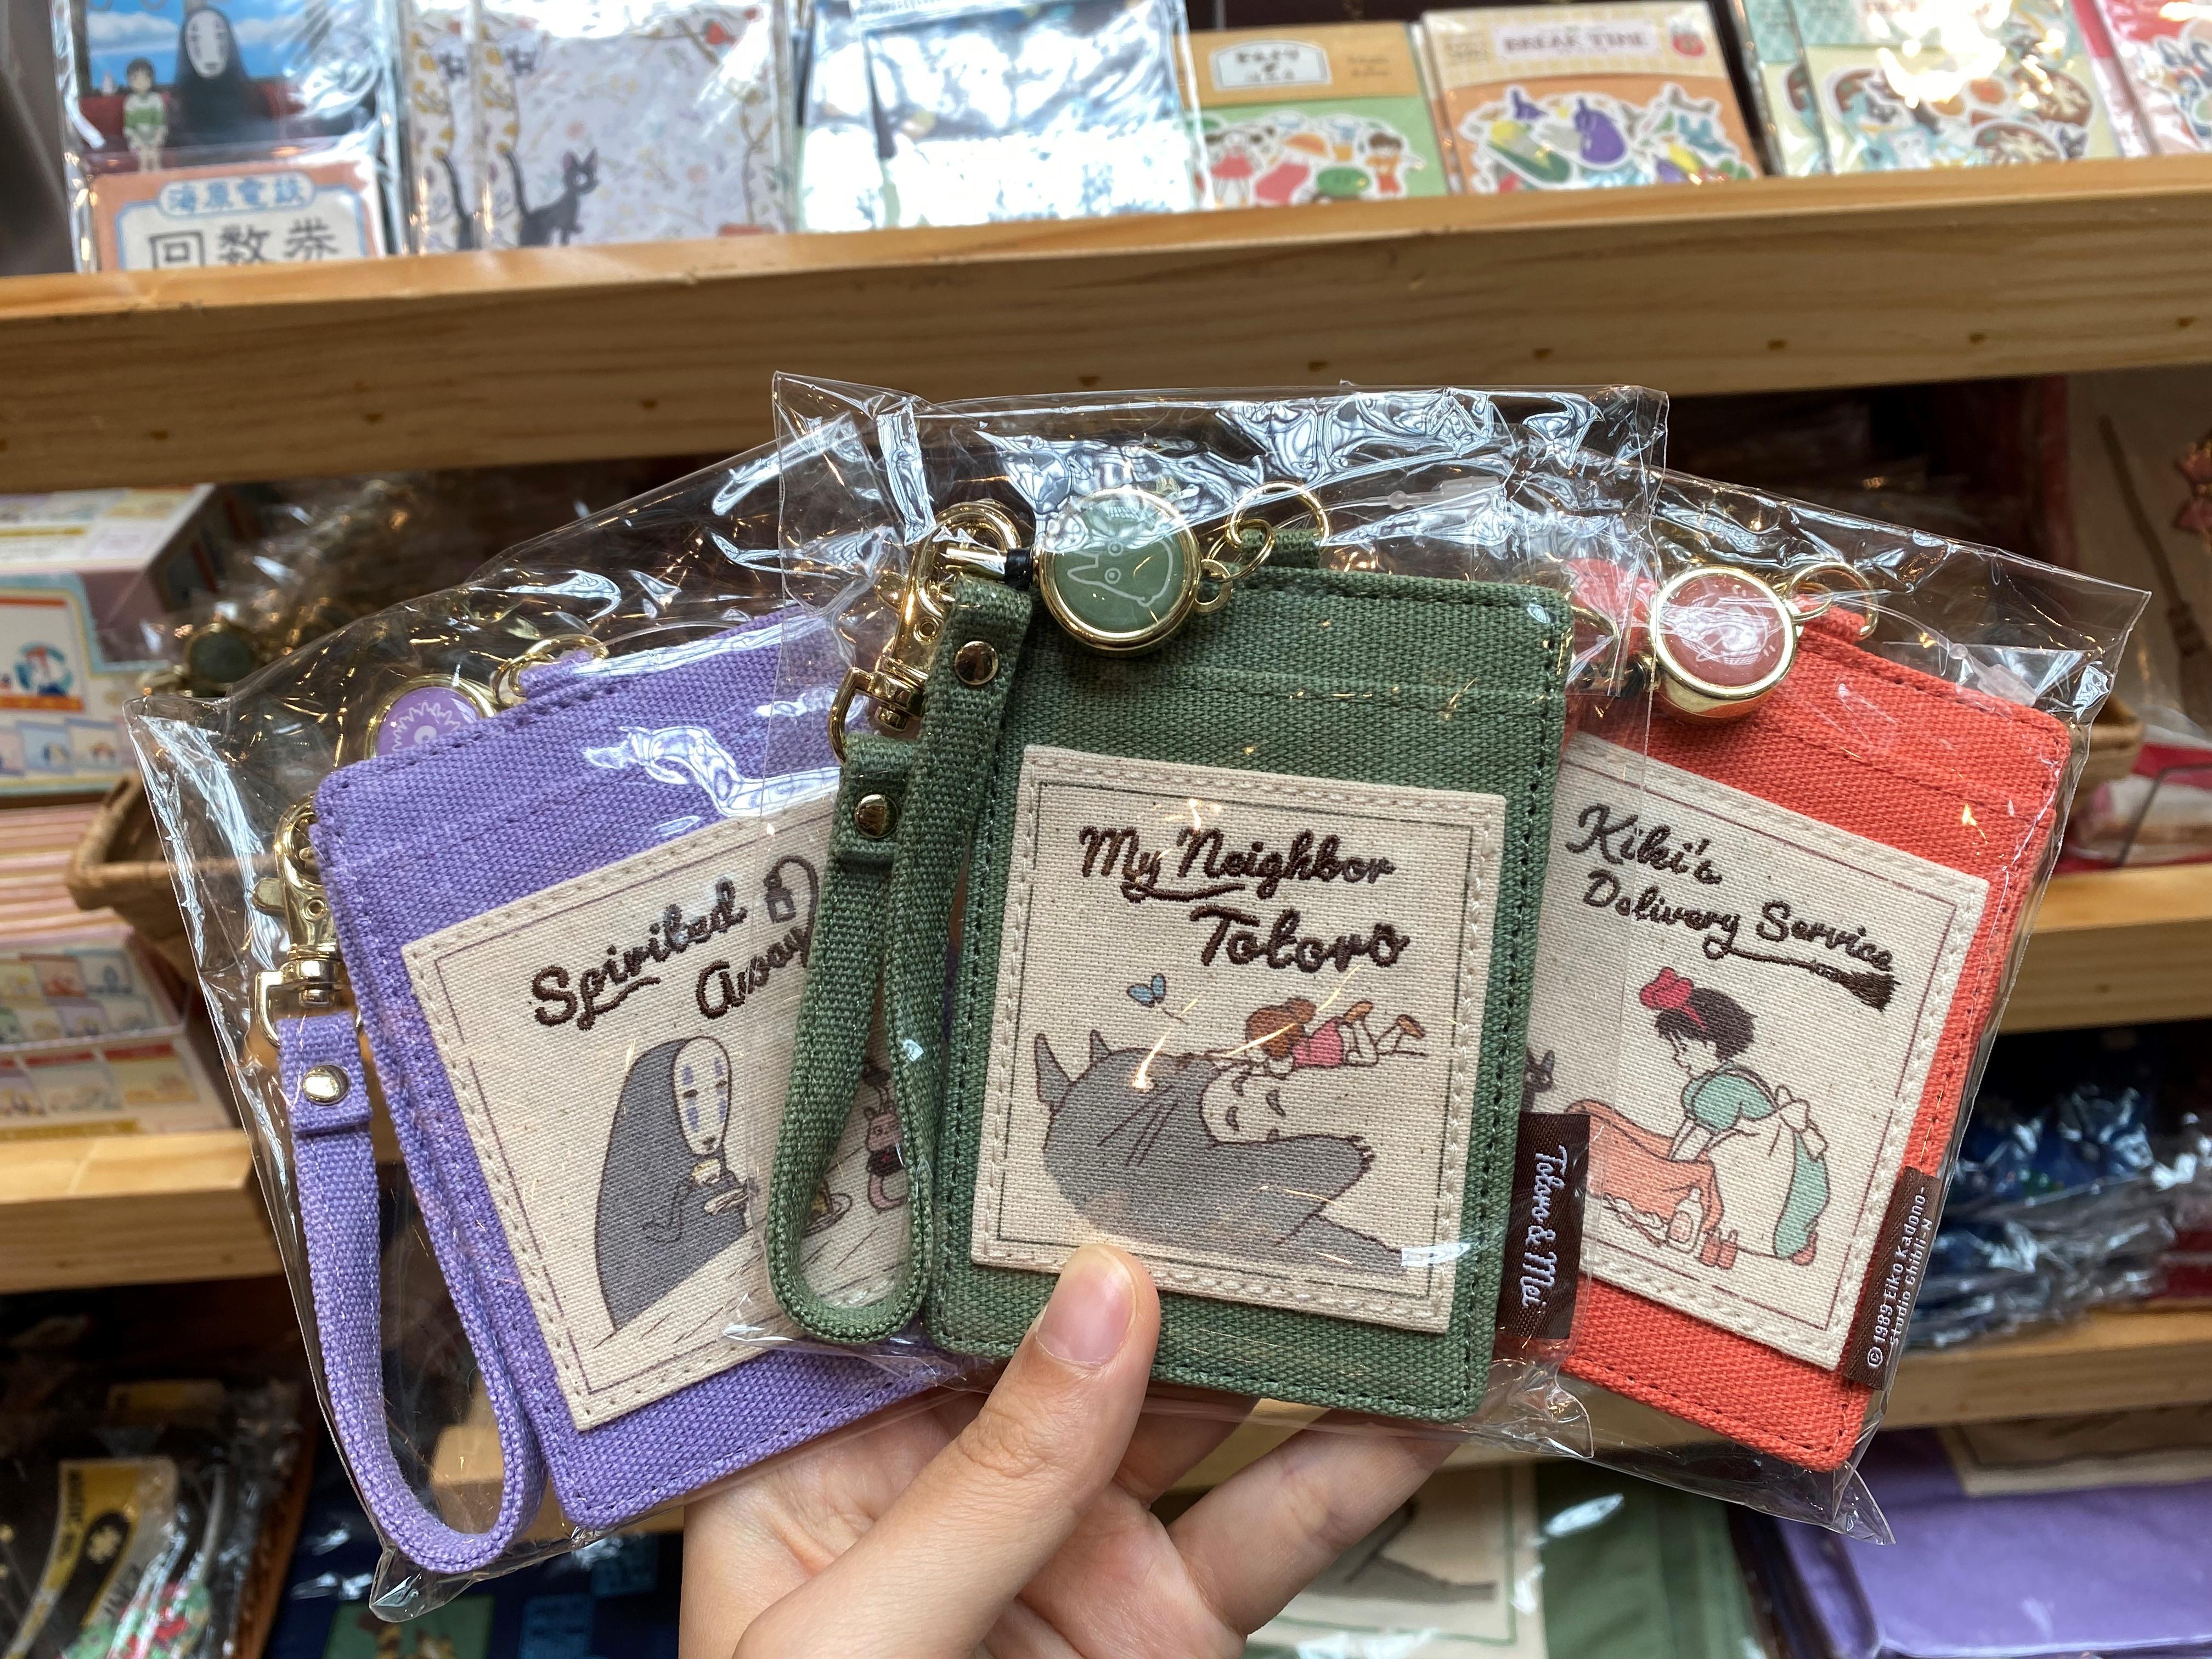 海原電鉄
回数券
BREAK TIME
Spirited
Away
My Neighbor
Totoro
Totoro & Mei
Kiki's
Delivery Service
© 1989 Eiko Kadono-
Studio Ghibli-N